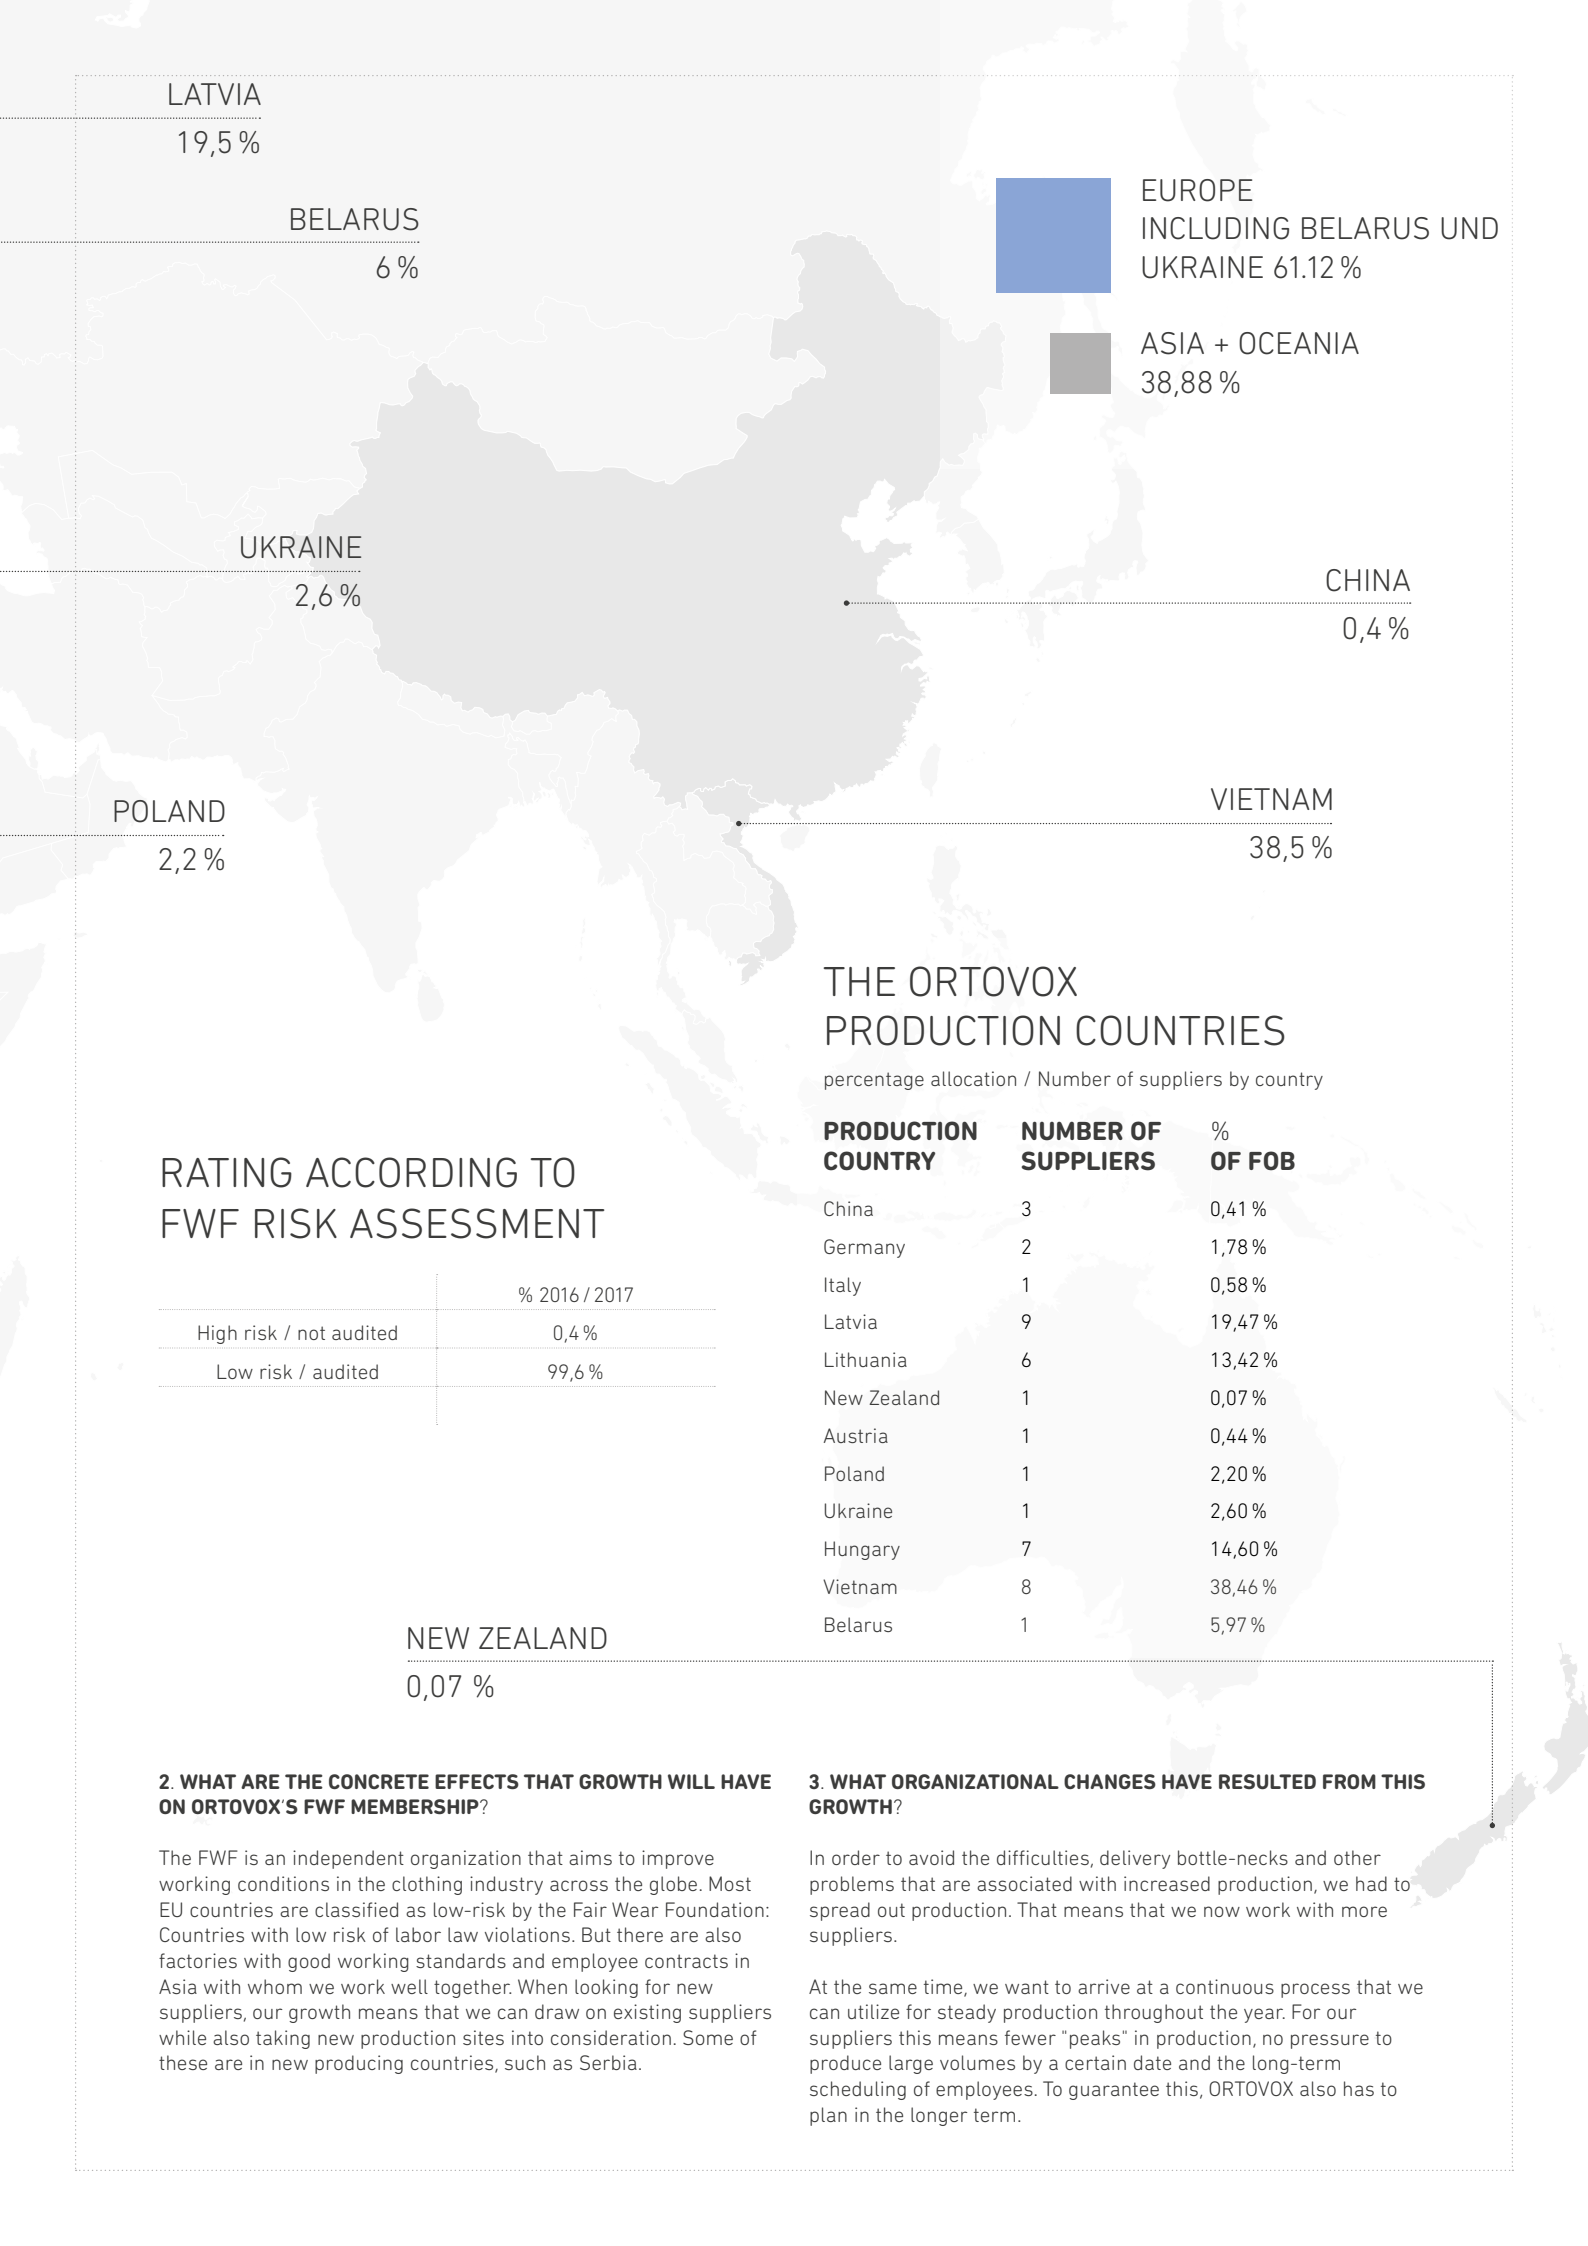 LATVIA
19,5 %
BELARUS
6 %
EUROPE
INCLUDING BELARUS UND
UKRAINE 61.12 %
ASIA + OCEANIA
38,88 %
UKRAINE
2,6 %
CHINA
0,4 %
POLAND
2,2 %
VIETNAM
38,5 %
THE ORTOVOX
PRODUCTION COUNTRIES
percentage allocation / Number of suppliers by country
PRODUCTION COUNTRY NUMBER OF SUPPLIERS % OF FOB
China 3 0,41 %
Germany 2 1,78 %
Italy 1 0,58 %
Latvia 9 19,47 %
Lithuania 6 13,42 %
New Zealand 1 0,07 %
Austria 1 0,44 %
Poland 1 2,20 %
Ukraine 1 2,60 %
Hungary 7 14,60 %
Vietnam 8 38,46 %
Belarus 1 5,97 %
RATING ACCORDING TO
FWF RISK ASSESSMENT
% 2016 / 2017
High risk / not audited 0,4 %
Low risk / audited 99,6 %
NEW ZEALAND
0,07 %
2. WHAT ARE THE CONCRETE EFFECTS THAT GROWTH WILL HAVE
ON ORTOVOX'S FWF MEMBERSHIP?
The FWF is an independent organization that aims to improve
working conditions in the clothing industry across the globe. Most
EU countries are classified as low-risk by the Fair Wear Foundation:
Countries with low risk of labor law violations. But there are also
factories with good working standards and employee contracts in
Asia with whom we work well together. When looking for new
suppliers, our growth means that we can draw on existing suppliers
while also taking new production sites into consideration. Some of
these are in new producing countries, such as Serbia.
3. WHAT ORGANIZATIONAL CHANGES HAVE RESULTED FROM THIS
GROWTH?
In order to avoid the difficulties, delivery bottle-necks and other
problems that are associated with increased production, we had to
spread out production. That means that we now work with more
suppliers.
At the same time, we want to arrive at a continuous process that we
can utilize for steady production throughout the year. For our
suppliers this means fewer "peaks" in production, no pressure to
produce large volumes by a certain date and the long-term
scheduling of employees. To guarantee this, ORTOVOX also has to
plan in the longer term.